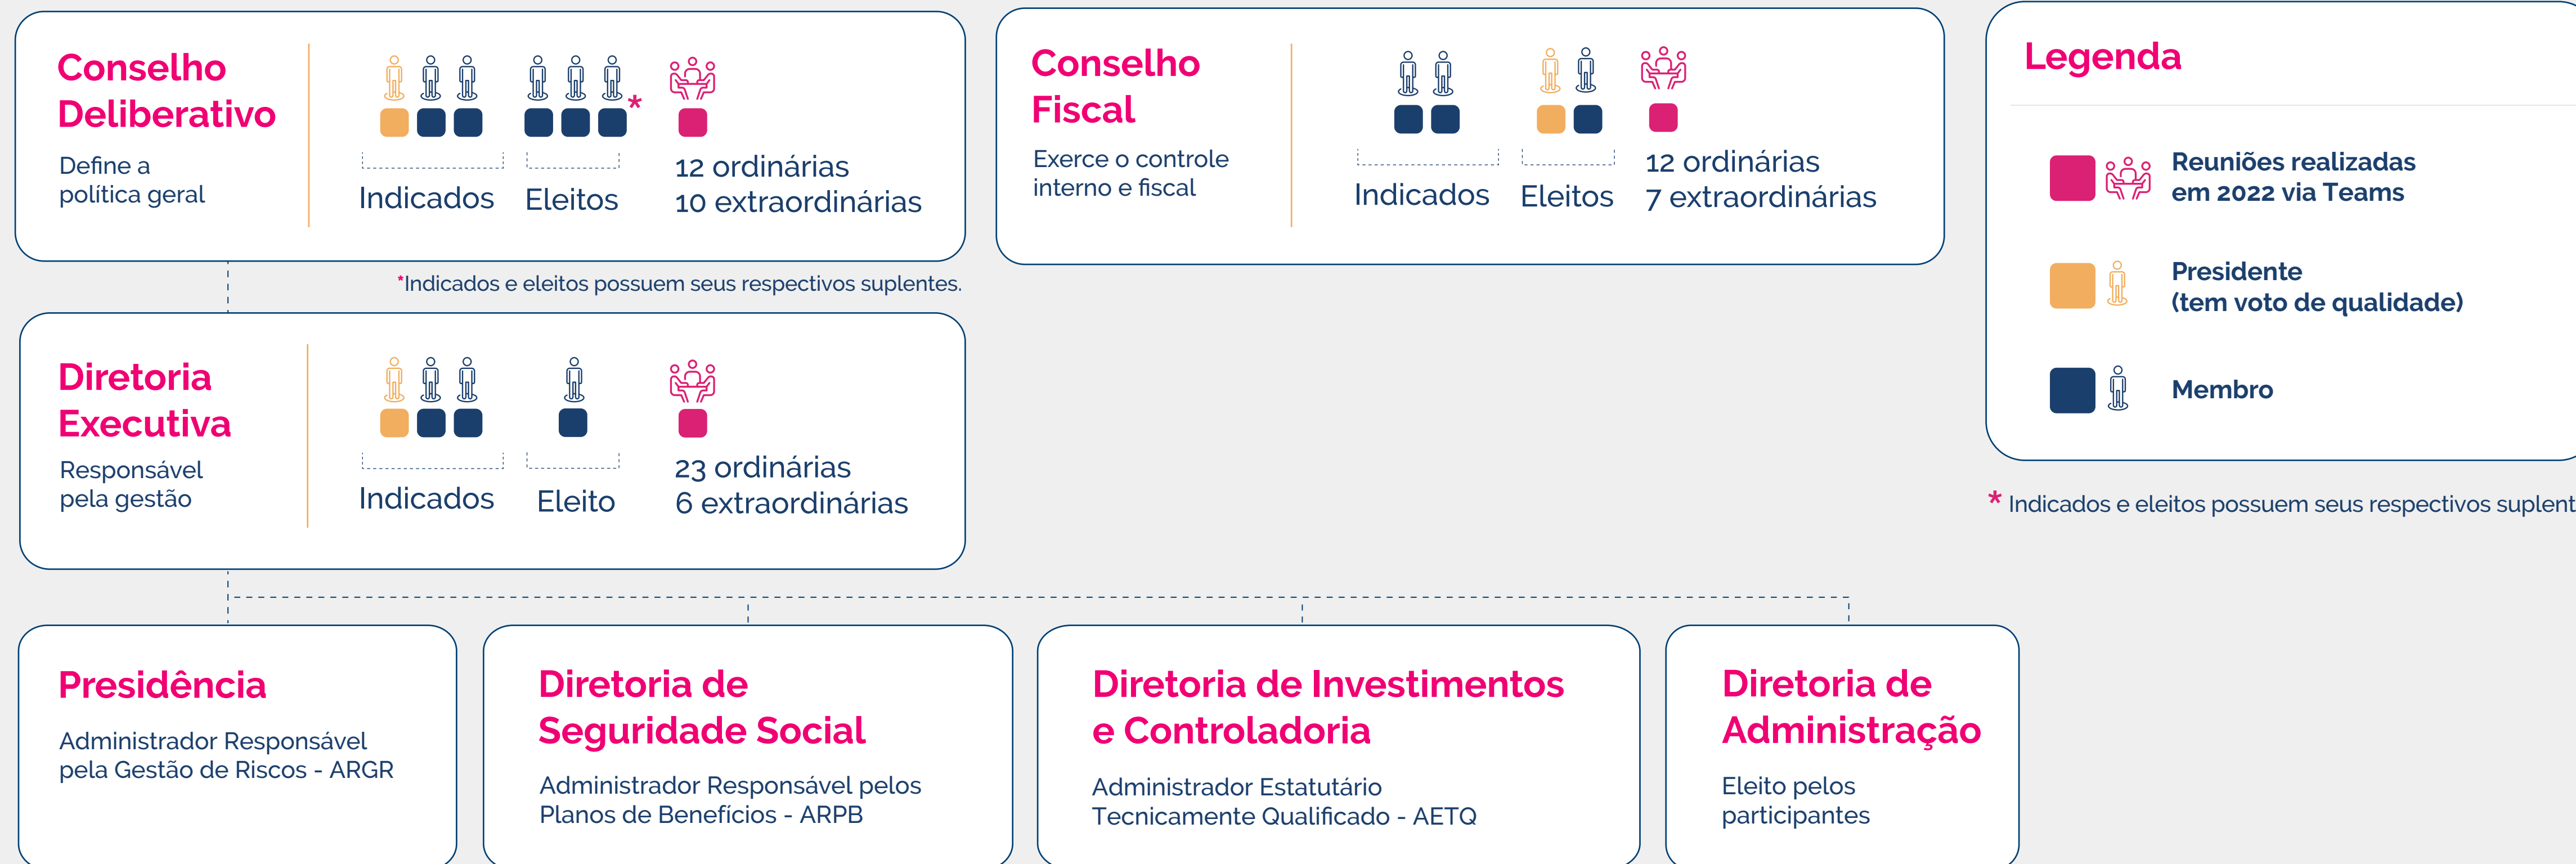 Conselho
Deliberativo
Define a
política geral
Indicados
Eleitos
*
12 ordinárias
10 extraordinárias
*Indicados e eleitos possuem seus respectivos suplentes.
Conselho
Fiscal
Exerce o controle
interno e fiscal
Indicados
Eleitos
12 ordinárias
7 extraordinárias
Legenda
Reuniões realizadas
em 2022 via Teams
Presidente
(tem voto de qualidade)
Membro
* Indicados e eleitos possuem seus respectivos suplent
Diretoria
Executiva
Responsável
pela gestão
Indicados
Eleito
23 ordinárias
6 extraordinárias
Presidência
Administrador Responsável
pela Gestão de Riscos - ARGR
Diretoria de
Seguridade Social
Administrador Responsável pelos
Planos de Benefícios - ARPB
Diretoria de Investimentos
e Controladoria
Administrador Estatutário
Tecnicamente Qualificado - AETQ
Diretoria de
Administração
Eleito pelos
participantes